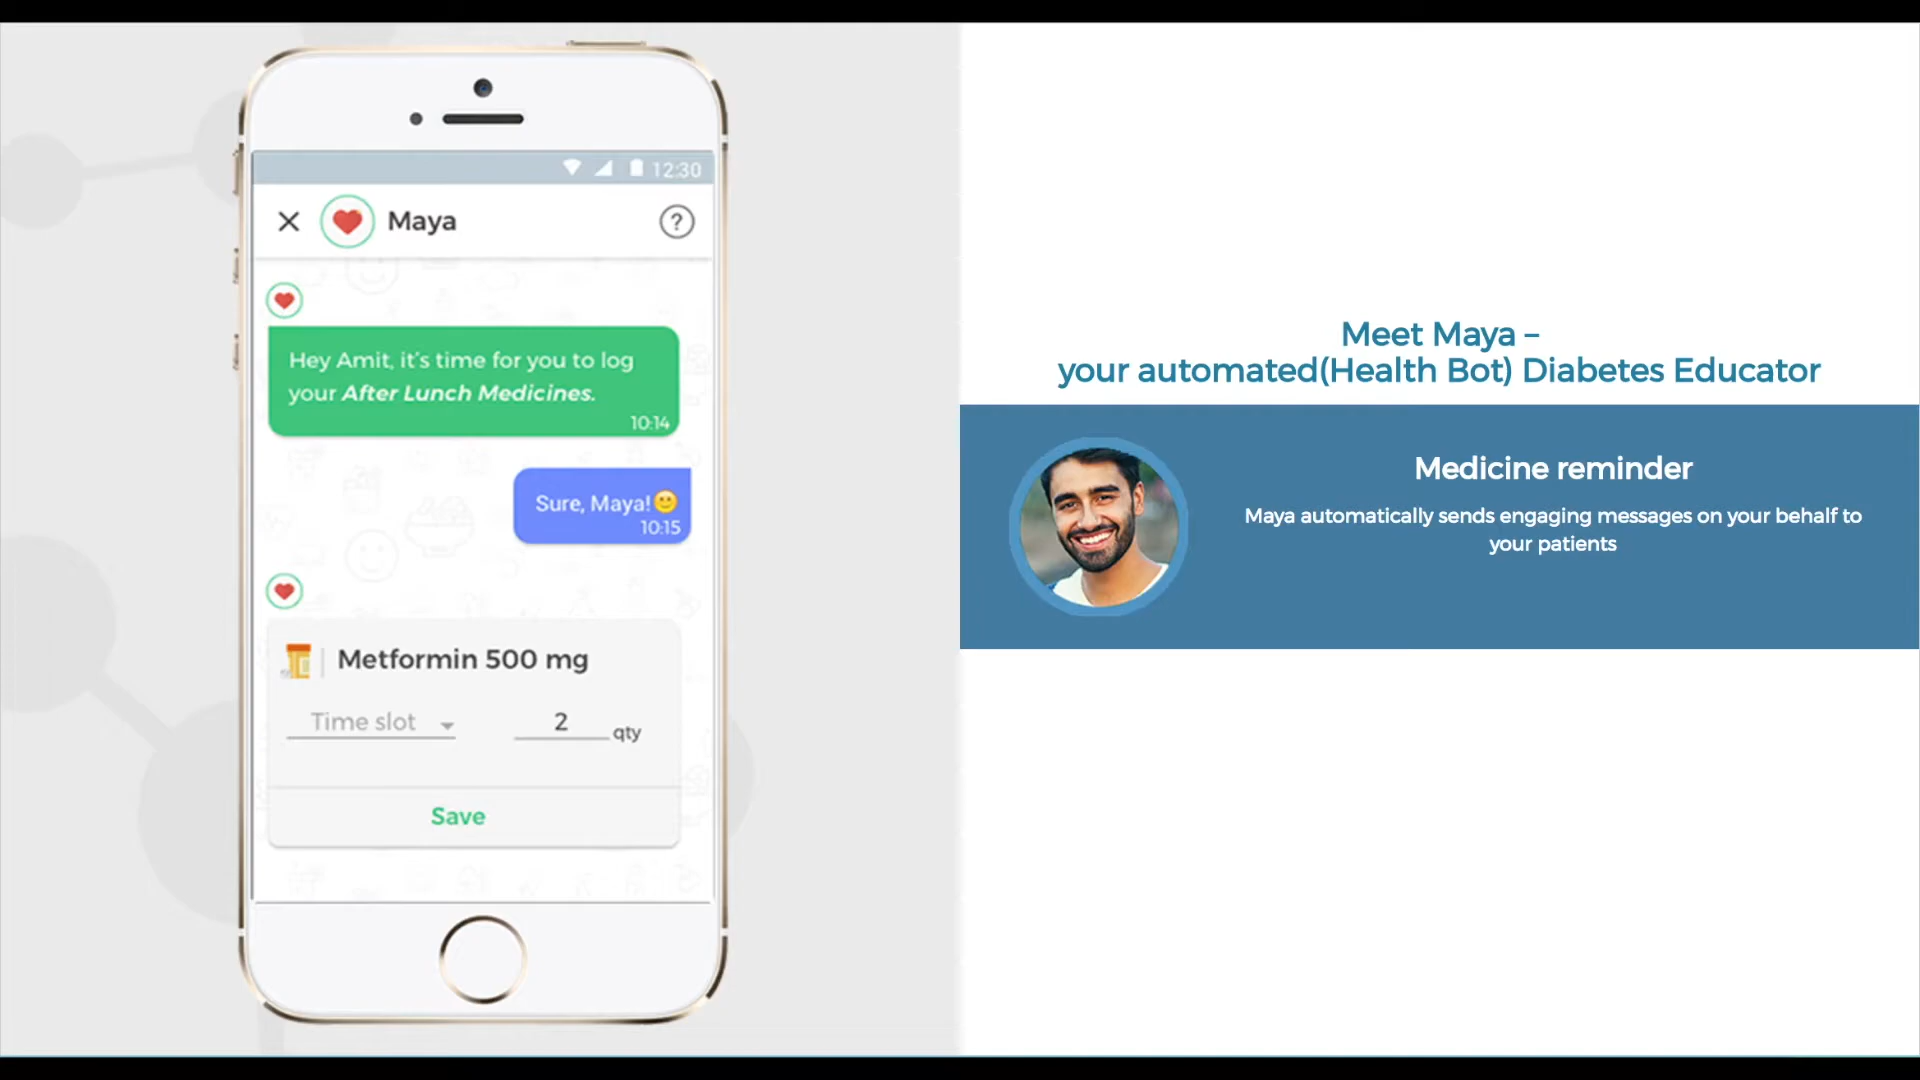 12:30
Maya
?
Hey Amit, it's time for you to log
your After Lunch Medicines.
10:14
Sure, Maya!🙂
10:15
Metformin 500 mg
Time slot
2 qty
Save
Meet Maya –
your automated(Health Bot) Diabetes Educator
Medicine reminder
Maya automatically sends engaging messages on your behalf to
your patients